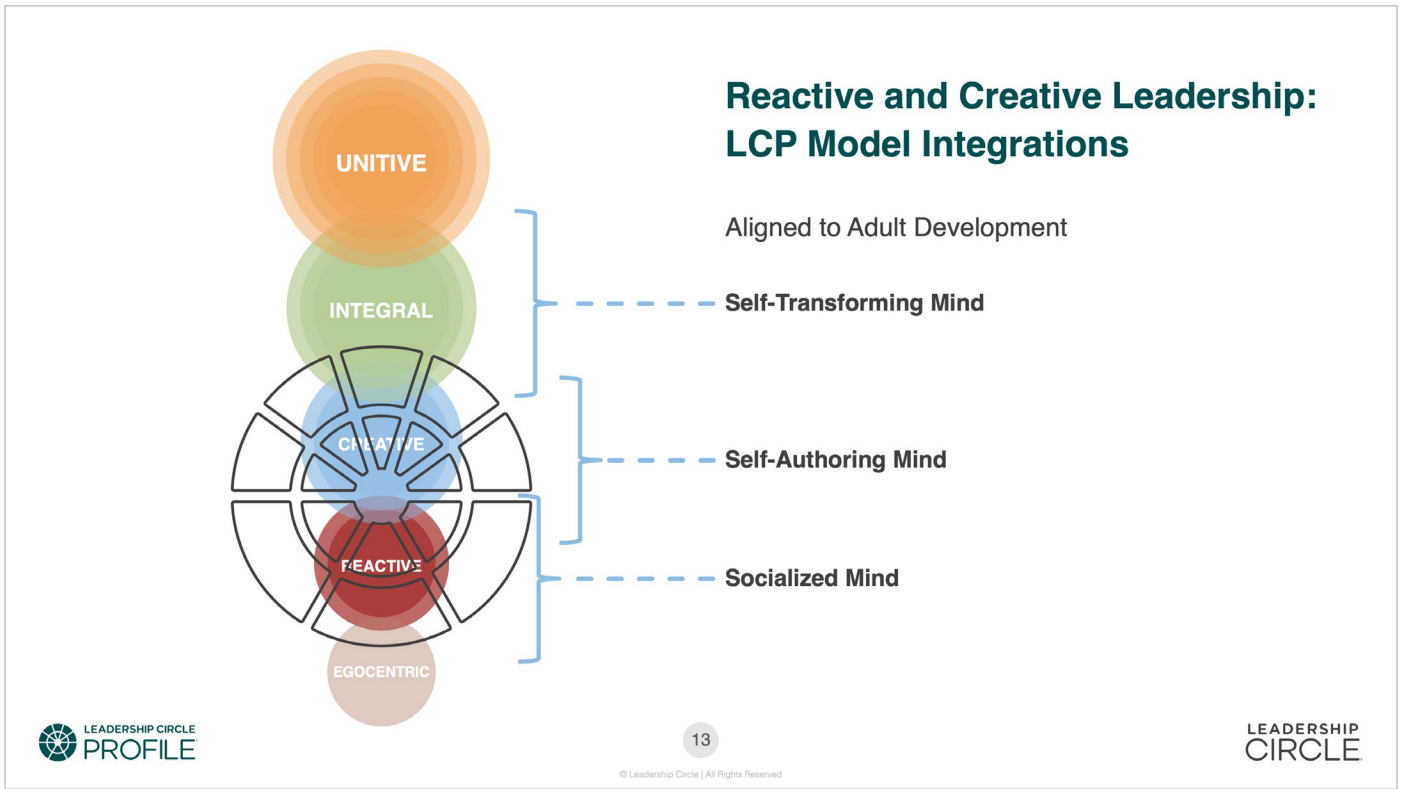 Reactive and Creative Leadership:
LCP Model Integrations
Aligned to Adult Development
UNITIVE
INTEGRAL
Self-Transforming Mind
CREATIVE
Self-Authoring Mind
REACTIVE
Socialized Mind
EGOCENTRIC
LEADERSHIP CIRCLE
PROFILE
13
© Leadership Circle | All Rights Reserved
LEADERSHIP
CIRCLE